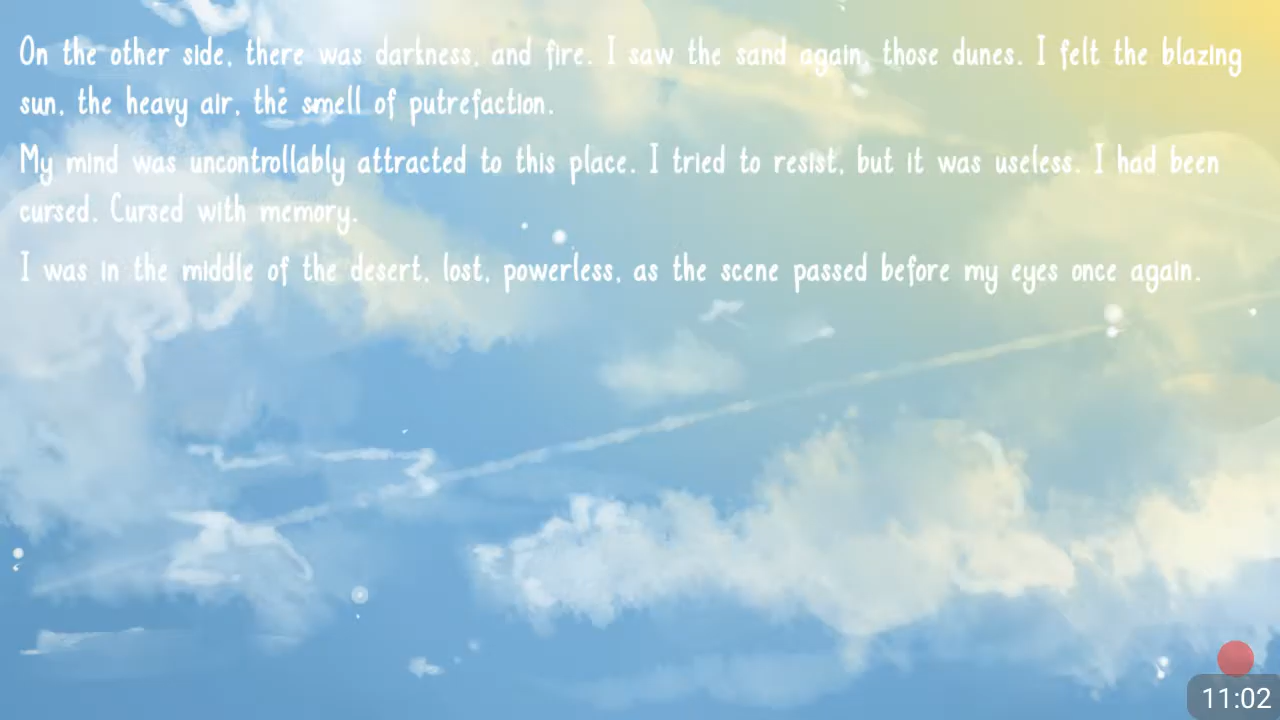 On the other side, there was darkness, and fire. I saw the sand again, those dunes. I felt the blazing
sun, the heavy air, the smell of putrefaction.
My mind was uncontrollably attracted to this place. I tried to resist, but it was useless. I had been
cursed. Cursed with memory.
I was in the middle of the desert, lost, powerless, as the scene passed before my eyes once again.
11:02